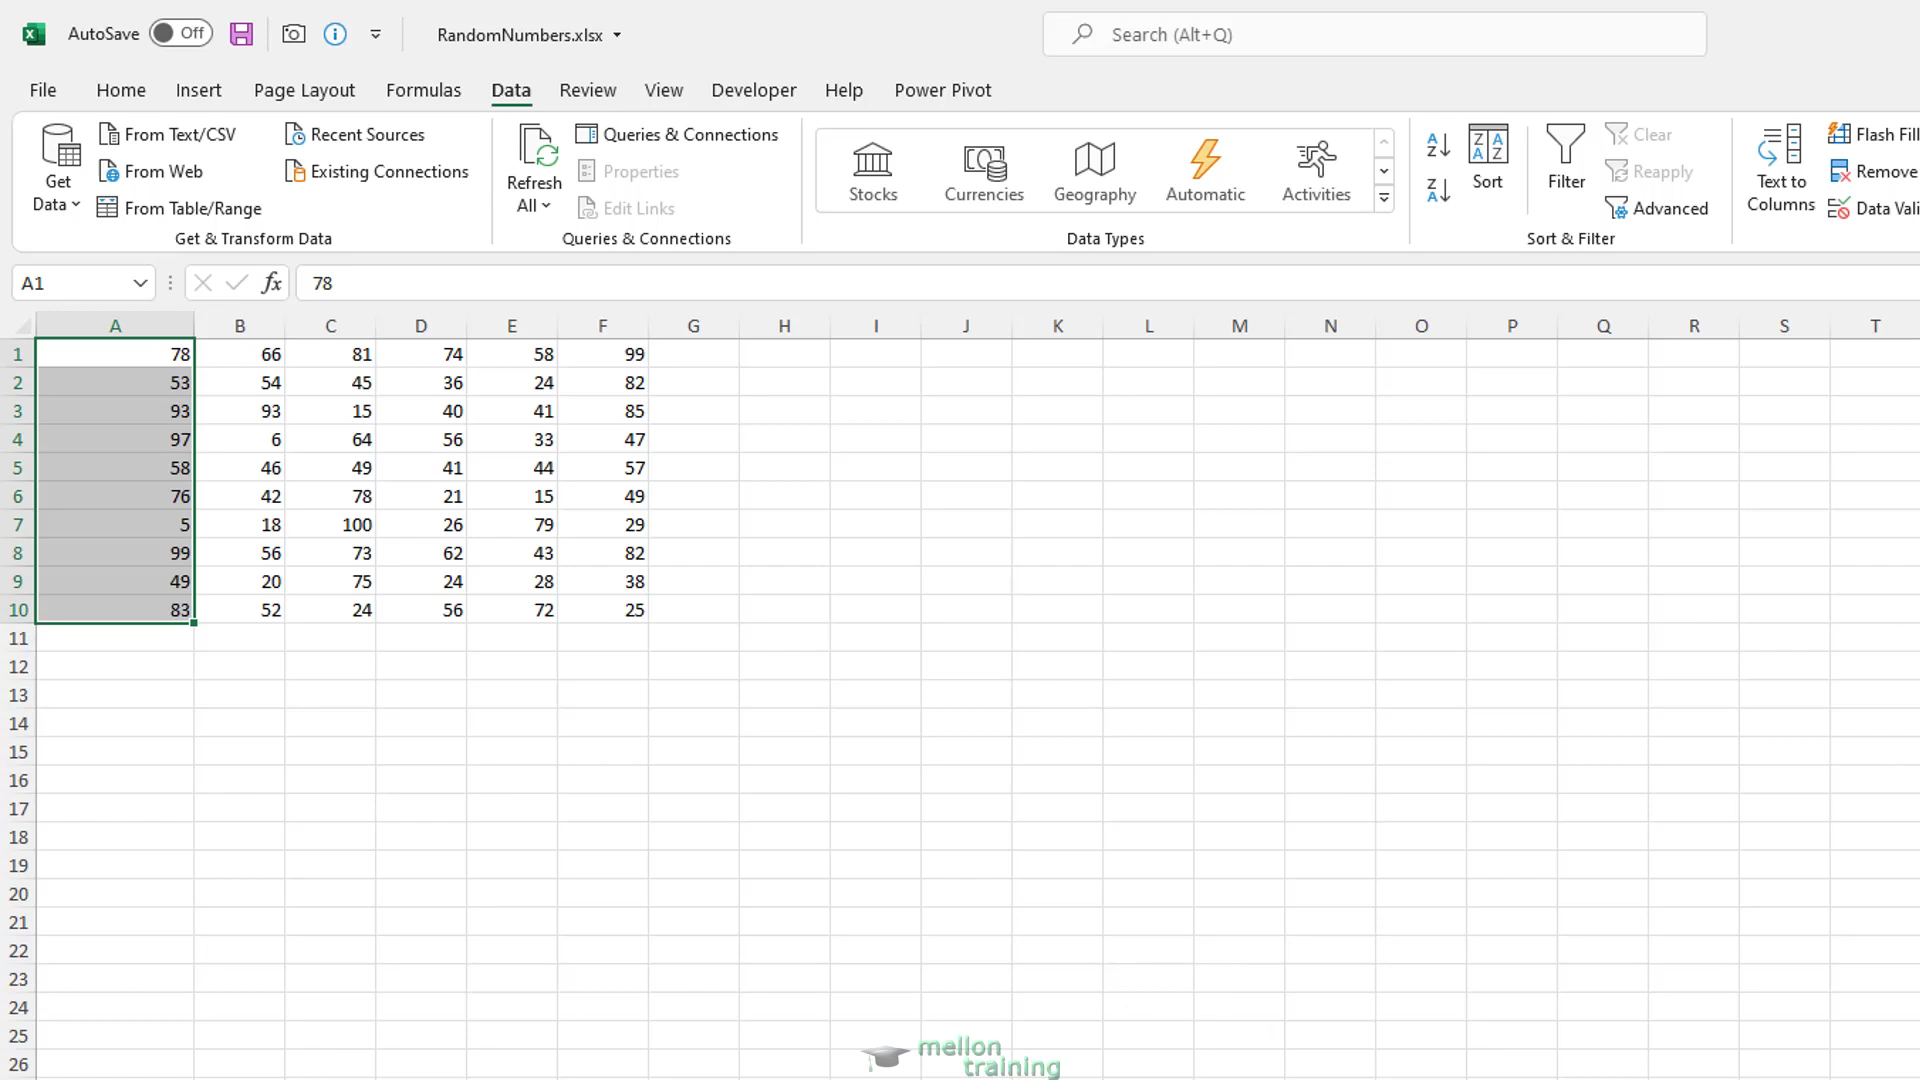 AutoSave Off RandomNumbers.xlsx Search (Alt+Q)
File Home Insert Page Layout Formulas Data Review View Developer Help Power Pivot
Get Data
From Text/CSV
From Web
From Table/Range
Recent Sources
Existing Connections
Get & Transform Data
Refresh All
Queries & Connections
Properties
Edit Links
Queries & Connections
Stocks Currencies Geography Automatic Activities
Data Types
Sort
Filter
Clear
Reapply
Advanced
Sort & Filter
Text to Columns
Flash Fill
Remove
Data Vali
A1 fx 78
A B C D E F G H I J K L M N O P Q R S T
1 78 66 81 74 58 99
2 53 54 45 36 24 82
3 93 93 15 40 41 85
4 97 6 64 56 33 47
5 58 46 49 41 44 57
6 76 42 78 21 15 49
7 5 18 100 26 79 29
8 99 56 73 62 43 82
9 49 20 75 24 28 38
10 83 52 24 56 72 25
11
12
13
14
15
16
17
18
19
20
21
22
23
24
25
26
mellon
training